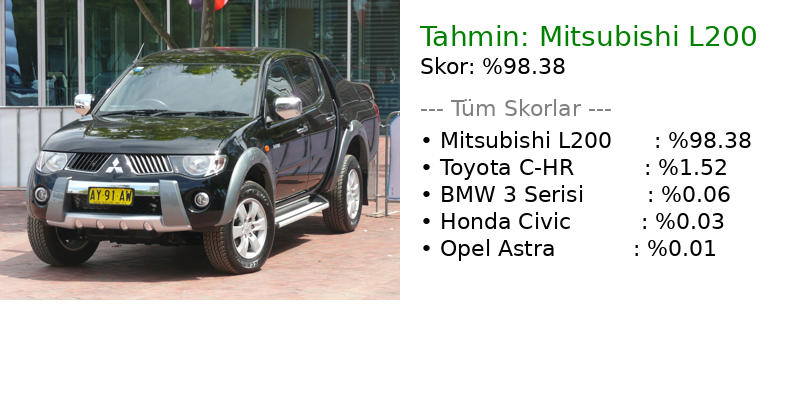 Tahmin: Mitsubishi L200
Skor: %98.38
--- Tüm Skorlar ---
• Mitsubishi L200 : %98.38
• Toyota C-HR : %1.52
• BMW 3 Serisi : %0.06
• Honda Civic : %0.03
• Opel Astra : %0.01
AY 91 AW